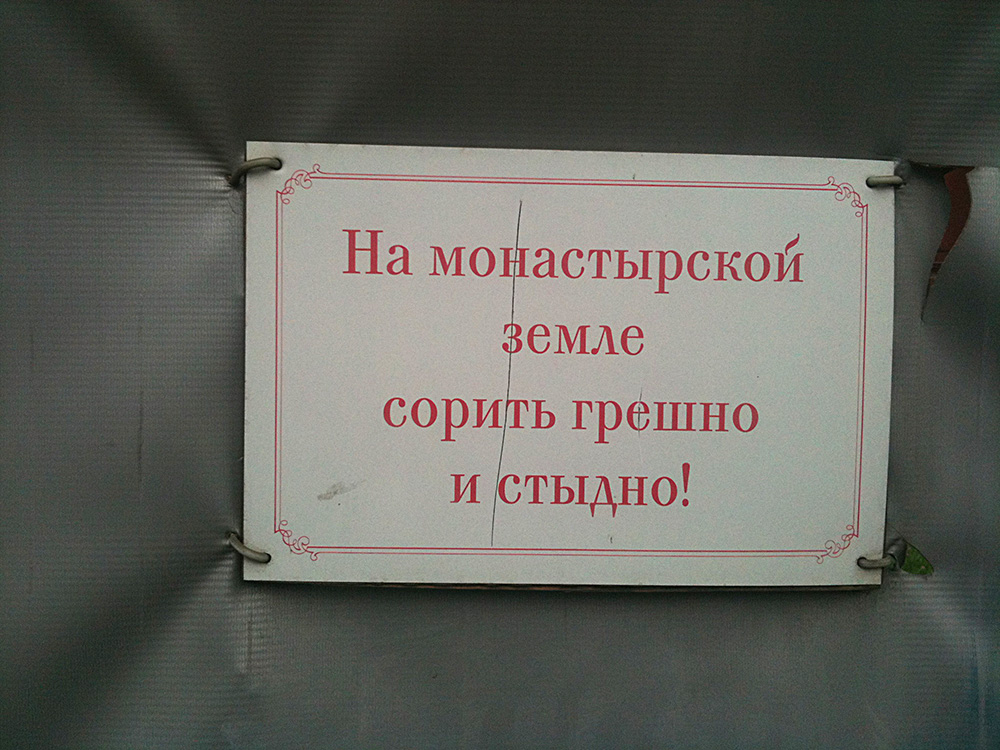 На монастырской
земле
сорить грешно
и стыдно!